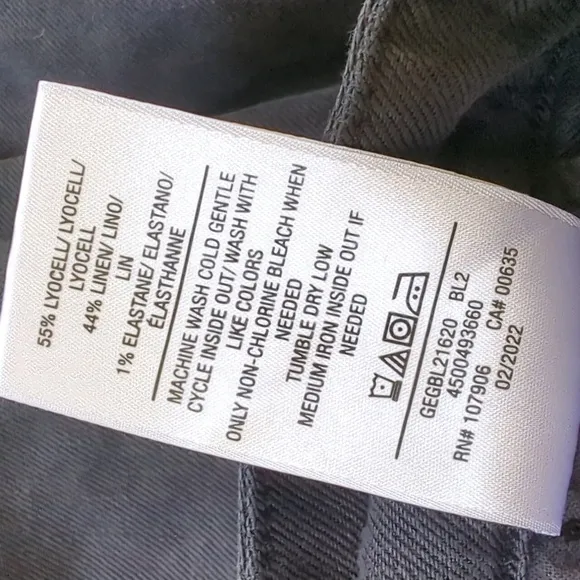 55% LYOCELL/ LYOCELL/
LYOCELL
44% LINEN/ LINO/
LIN
1% ELASTANE/ ELASTANO/
ÉLASTHANNE
MACHINE WASH COLD GENTLE
CYCLE INSIDE OUT/ WASH WITH
LIKE COLORS
ONLY NON-CHLORINE BLEACH WHEN
NEEDED
TUMBLE DRY LOW
MEDIUM IRON INSIDE OUT IF
NEEDED
GEGBL21620 BL2
4500493660
RN# 107906 CA# 00635
02/2022